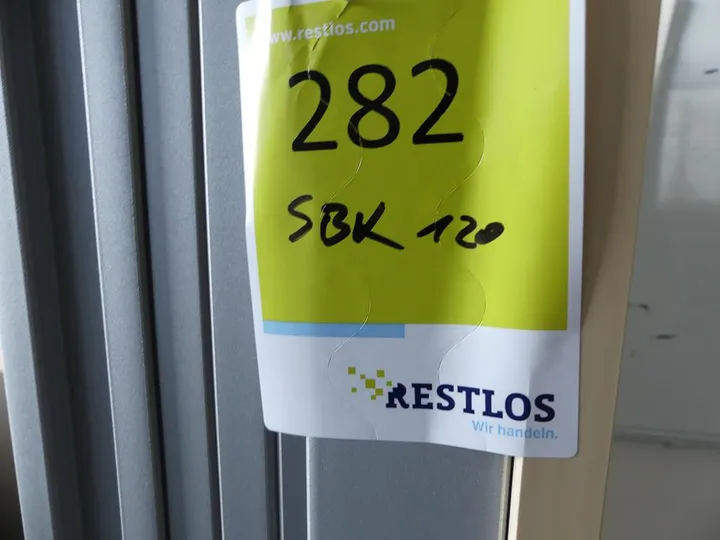 www.restlos.com
282
SBK 120
RESTLOS
Wir handeln.